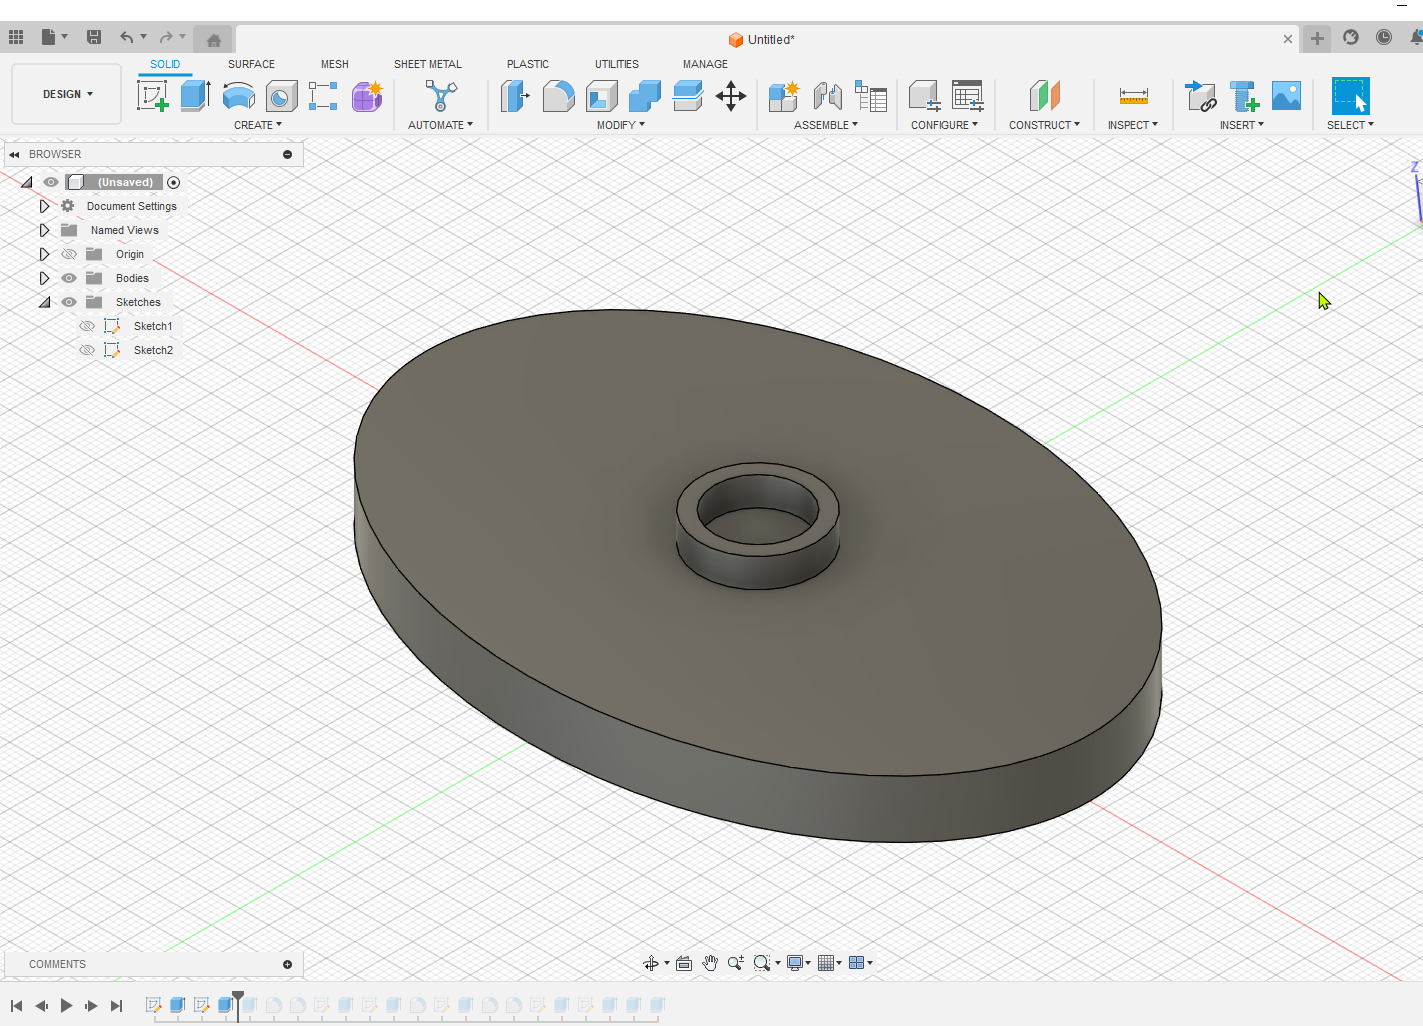 Untitled*
SOLID SURFACE MESH SHEET METAL PLASTIC UTILITIES MANAGE
DESIGN
CREATE AUTOMATE MODIFY ASSEMBLE CONFIGURE CONSTRUCT INSPECT INSERT SELECT
BROWSER
(Unsaved)
Document Settings
Named Views
Origin
Bodies
Sketches
Sketch1
Sketch2
Z
COMMENTS